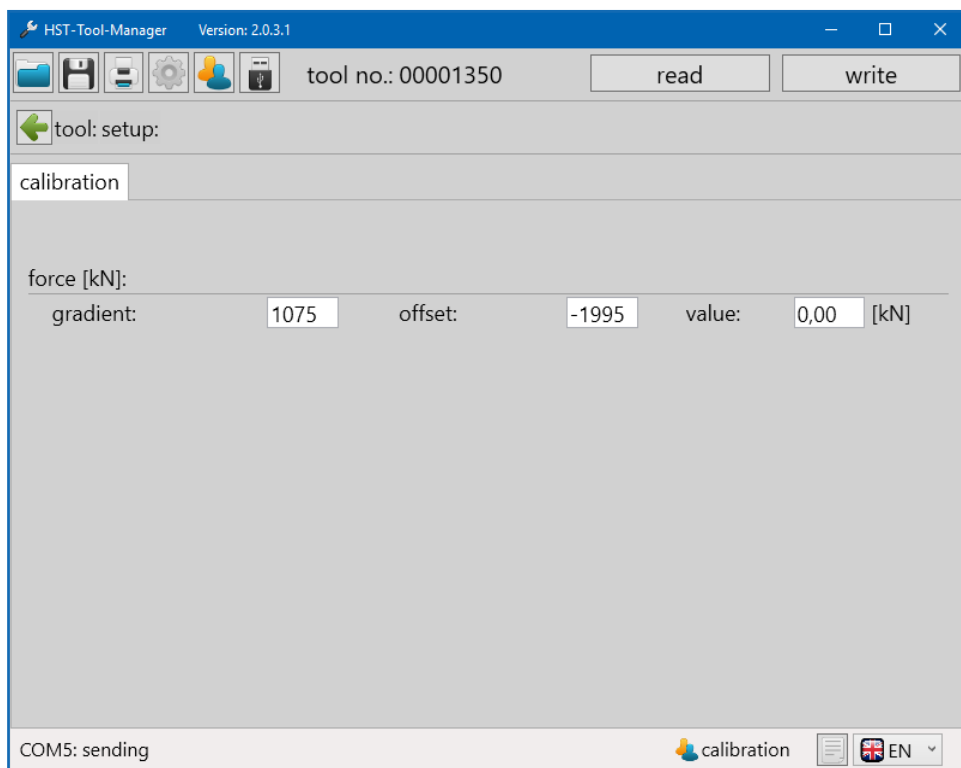 HST-Tool-Manager Version: 2.0.3.1
tool no.: 00001350 read write
tool: setup:
calibration
force [kN]:
gradient: 1075 offset: -1995 value: 0,00 [kN]
COM5: sending calibration EN